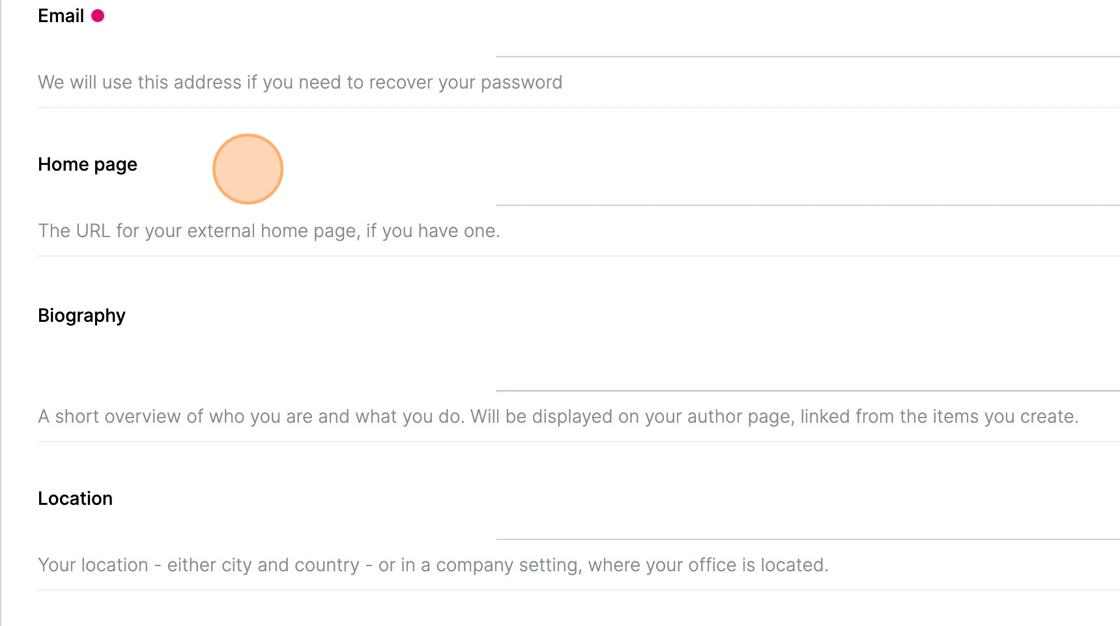 Email
We will use this address if you need to recover your password
Home page
The URL for your external home page, if you have one.
Biography
A short overview of who you are and what you do. Will be displayed on your author page, linked from the items you create.
Location
Your location - either city and country - or in a company setting, where your office is located.